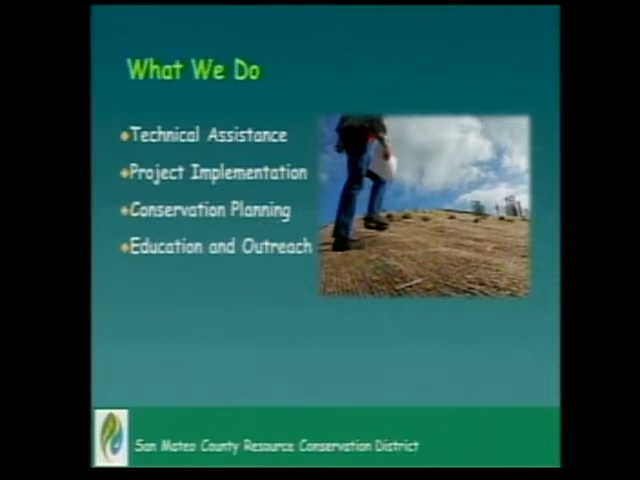 What We Do
Technical Assistance
Project Implementation
Conservation Planning
Education and Outreach
San Mateo County Resource Conservation District